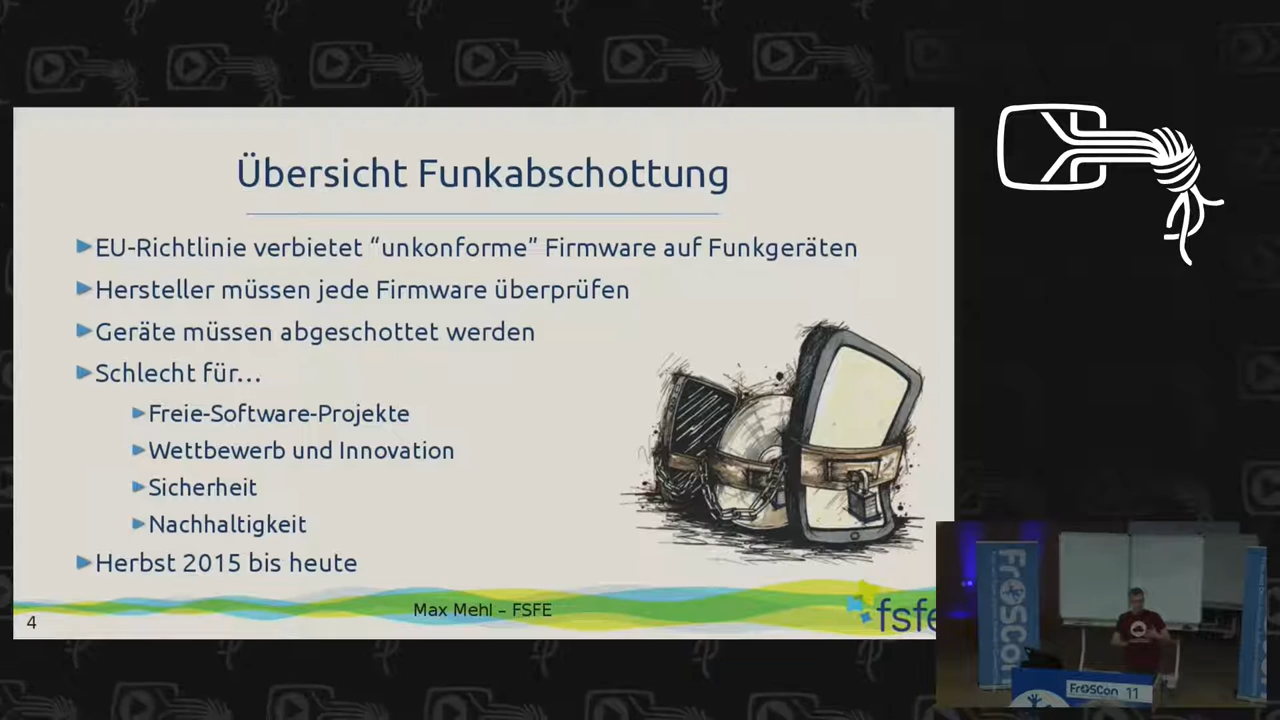 Übersicht Funkabschottung
EU-Richtlinie verbietet “unkonforme” Firmware auf Funkgeräten
Hersteller müssen jede Firmware überprüfen
Geräte müssen abgeschottet werden
Schlecht für…
Freie-Software-Projekte
Wettbewerb und Innovation
Sicherheit
Nachhaltigkeit
Herbst 2015 bis heute
Max Mehl – FSFE
4
fsfe
FrOSCon
FrOSCon 11